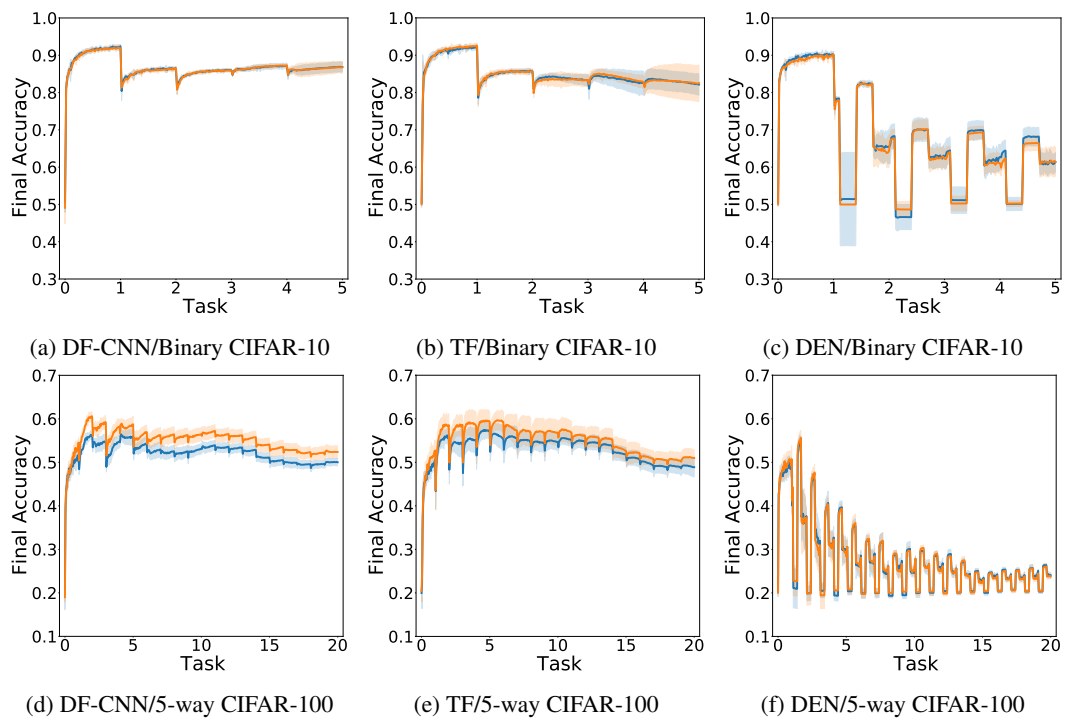 1.0
0.9
0.8
0.7
0.6
0.5
0.4
0.3
Final Accuracy
0 1 2 3 4 5
Task
(a) DF-CNN/Binary CIFAR-10
1.0
0.9
0.8
0.7
0.6
0.5
0.4
0.3
Final Accuracy
0 1 2 3 4 5
Task
(b) TF/Binary CIFAR-10
1.0
0.9
0.8
0.7
0.6
0.5
0.4
0.3
Final Accuracy
0 1 2 3 4 5
Task
(c) DEN/Binary CIFAR-10
0.7
0.6
0.5
0.4
0.3
0.2
0.1
Final Accuracy
0 5 10 15 20
Task
(d) DF-CNN/5-way CIFAR-100
0.7
0.6
0.5
0.4
0.3
0.2
0.1
Final Accuracy
0 5 10 15 20
Task
(e) TF/5-way CIFAR-100
0.7
0.6
0.5
0.4
0.3
0.2
0.1
Final Accuracy
0 5 10 15 20
Task
(f) DEN/5-way CIFAR-100